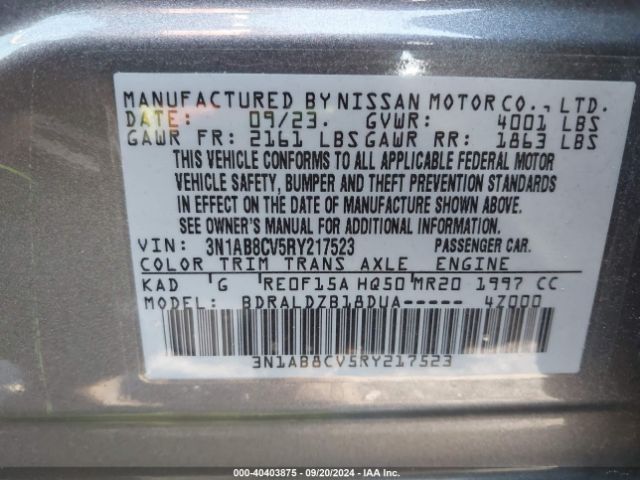 MANUFACTURED BY NISSAN MOTOR CO., LTD.
DATE: 09/23. GVWR: 4001 LBS
GAWR FR: 2161 LBS GAWR RR: 1863 LBS
THIS VEHICLE CONFORMS TO ALL APPLICABLE FEDERAL MOTOR
VEHICLE SAFETY, BUMPER AND THEFT PREVENTION STANDARDS
IN EFFECT ON THE DATE OF MANUFACTURE SHOWN ABOVE.
SEE OWNER'S MANUAL FOR ADDITIONAL INFORMATION.
VIN: 3N1AB8CV5RY217523 PASSENGER CAR.
COLOR TRIM TRANS AXLE ENGINE
KAD G RE0F15A HQ50 MR20 1997 CC
MODEL: BDRALDZB18DUA----- 4Z000
3N1AB8CV5RY217523
000-40403875 - 09/20/2024 - IAA Inc.